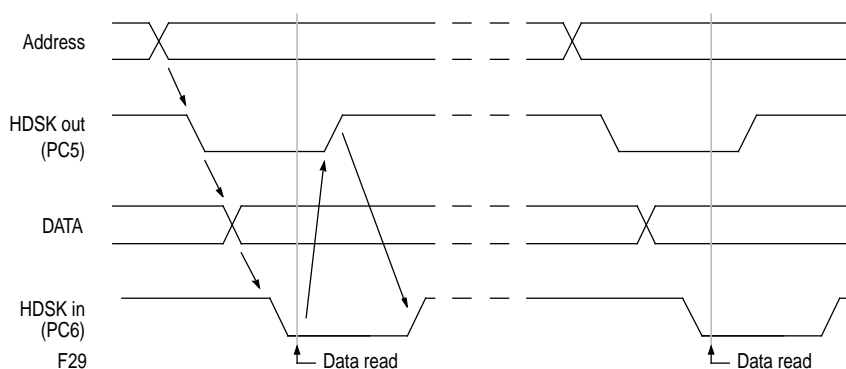 Address
HDSK out
(PC5)
DATA
HDSK in
(PC6)
F29
Data read
Data read